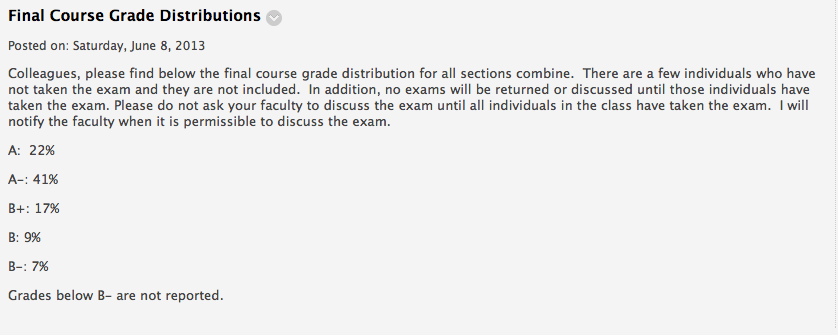 Final Course Grade Distributions
Posted on: Saturday, June 8, 2013
Colleagues, please find below the final course grade distribution for all sections combine.  There are a few individuals who have
not taken the exam and they are not included.  In addition, no exams will be returned or discussed until those individuals have
taken the exam. Please do not ask your faculty to discuss the exam until all individuals in the class have taken the exam.  I will
notify the faculty when it is permissible to discuss the exam.
A:  22%
A-: 41%
B+: 17%
B: 9%
B-: 7%
Grades below B- are not reported.